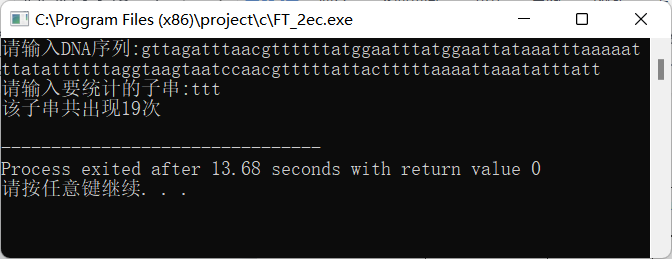 C:\Program Files (x86)\project\c\FT_2ec.exe
请输入DNA序列:gttagatttaacgttttttatggaatttatggaattataaatttaaaaat
ttatattttttaggtaagtaatccaacgtttttattactttttaaaattaaatatttatt
请输入要统计的子串:ttt
该子串共出现19次
--------------------------------
Process exited after 13.68 seconds with return value 0
请按任意键继续. . .